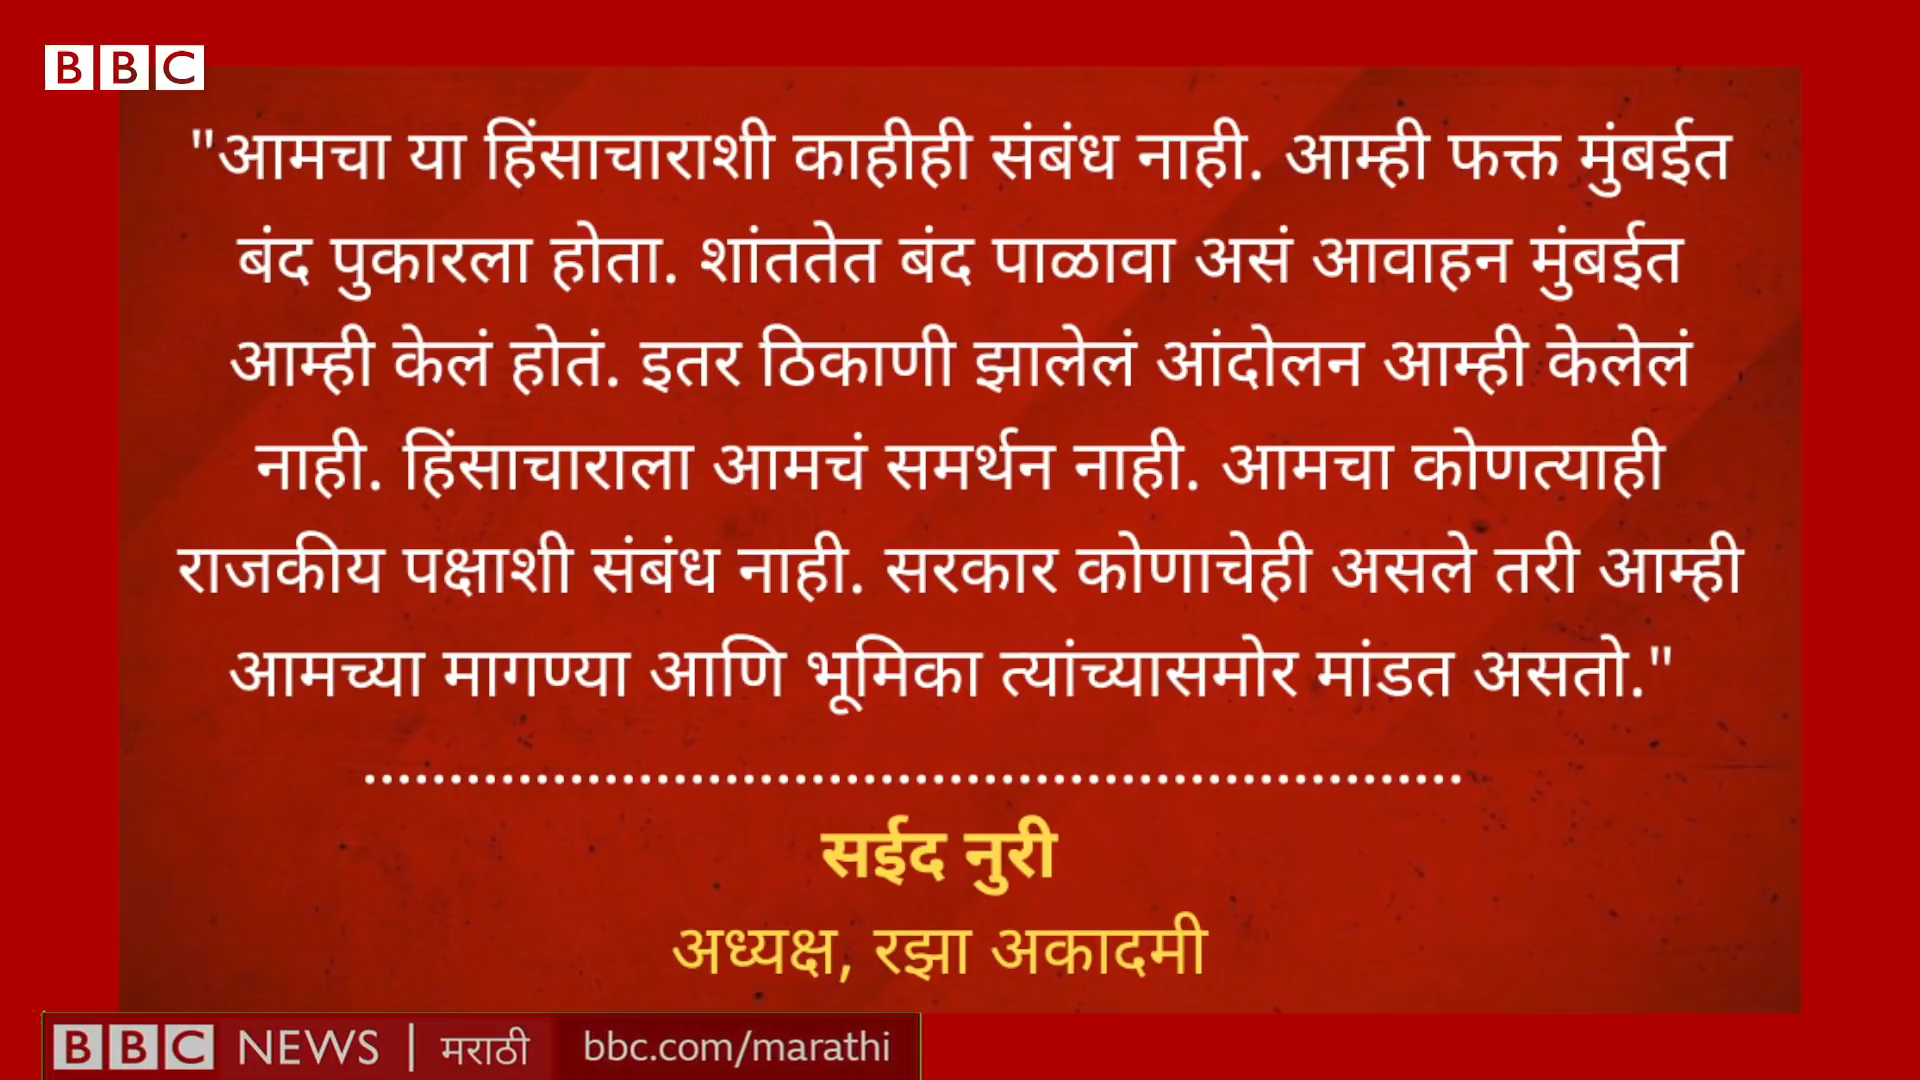 BBC
"आमचा या हिंसाचाराशी काहीही संबंध नाही. आम्ही फक्त मुंबईत
बंद पुकारला होता. शांततेत बंद पाळावा असं आवाहन मुंबईत
आम्ही केलं होतं. इतर ठिकाणी झालेलं आंदोलन आम्ही केलेलं
नाही. हिंसाचाराला आमचं समर्थन नाही. आमचा कोणत्याही
राजकीय पक्षाशी संबंध नाही. सरकार कोणाचेही असले तरी आम्ही
आमच्या मागण्या आणि भूमिका त्यांच्यासमोर मांडत असतो."
................................................................
सईद नुरी
अध्यक्ष, रझा अकादमी
BBC NEWS | मराठी bbc.com/marathi